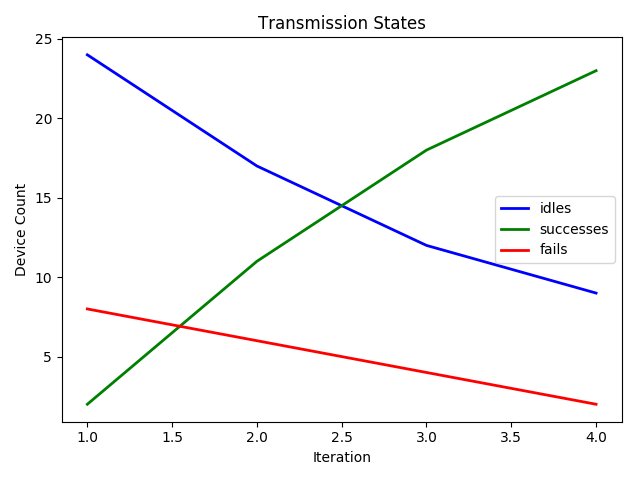 Transmission States
25
20
15
10
5
Device Count
idles
successes
fails
1.0 1.5 2.0 2.5 3.0 3.5 4.0
Iteration